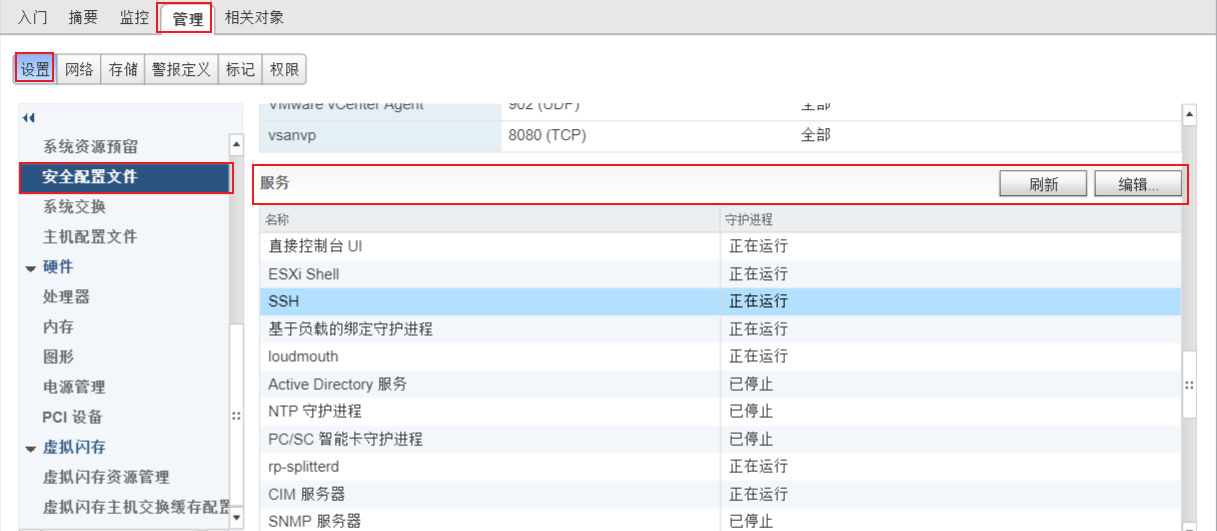 入门 摘要 监控 管理 相关对象
设置 网络 存储 警报定义 标记 权限
系统资源预留
安全配置文件
系统交换
主机配置文件
硬件
处理器
内存
图形
电源管理
PCI 设备
虚拟闪存
虚拟闪存资源管理
虚拟闪存主机交换缓存配置
VMware vCenter Agent 902 (UDP) 全部
vsanvp 8080 (TCP) 全部
服务 刷新 编辑...
名称 守护进程
直接控制台 UI 正在运行
ESXi Shell 正在运行
SSH 正在运行
基于负载的绑定守护进程 正在运行
loudmouth 正在运行
Active Directory 服务 已停止
NTP 守护进程 已停止
PC/SC 智能卡守护进程 已停止
rp-splitterd 正在运行
CIM 服务器 正在运行
SNMP 服务器 已停止